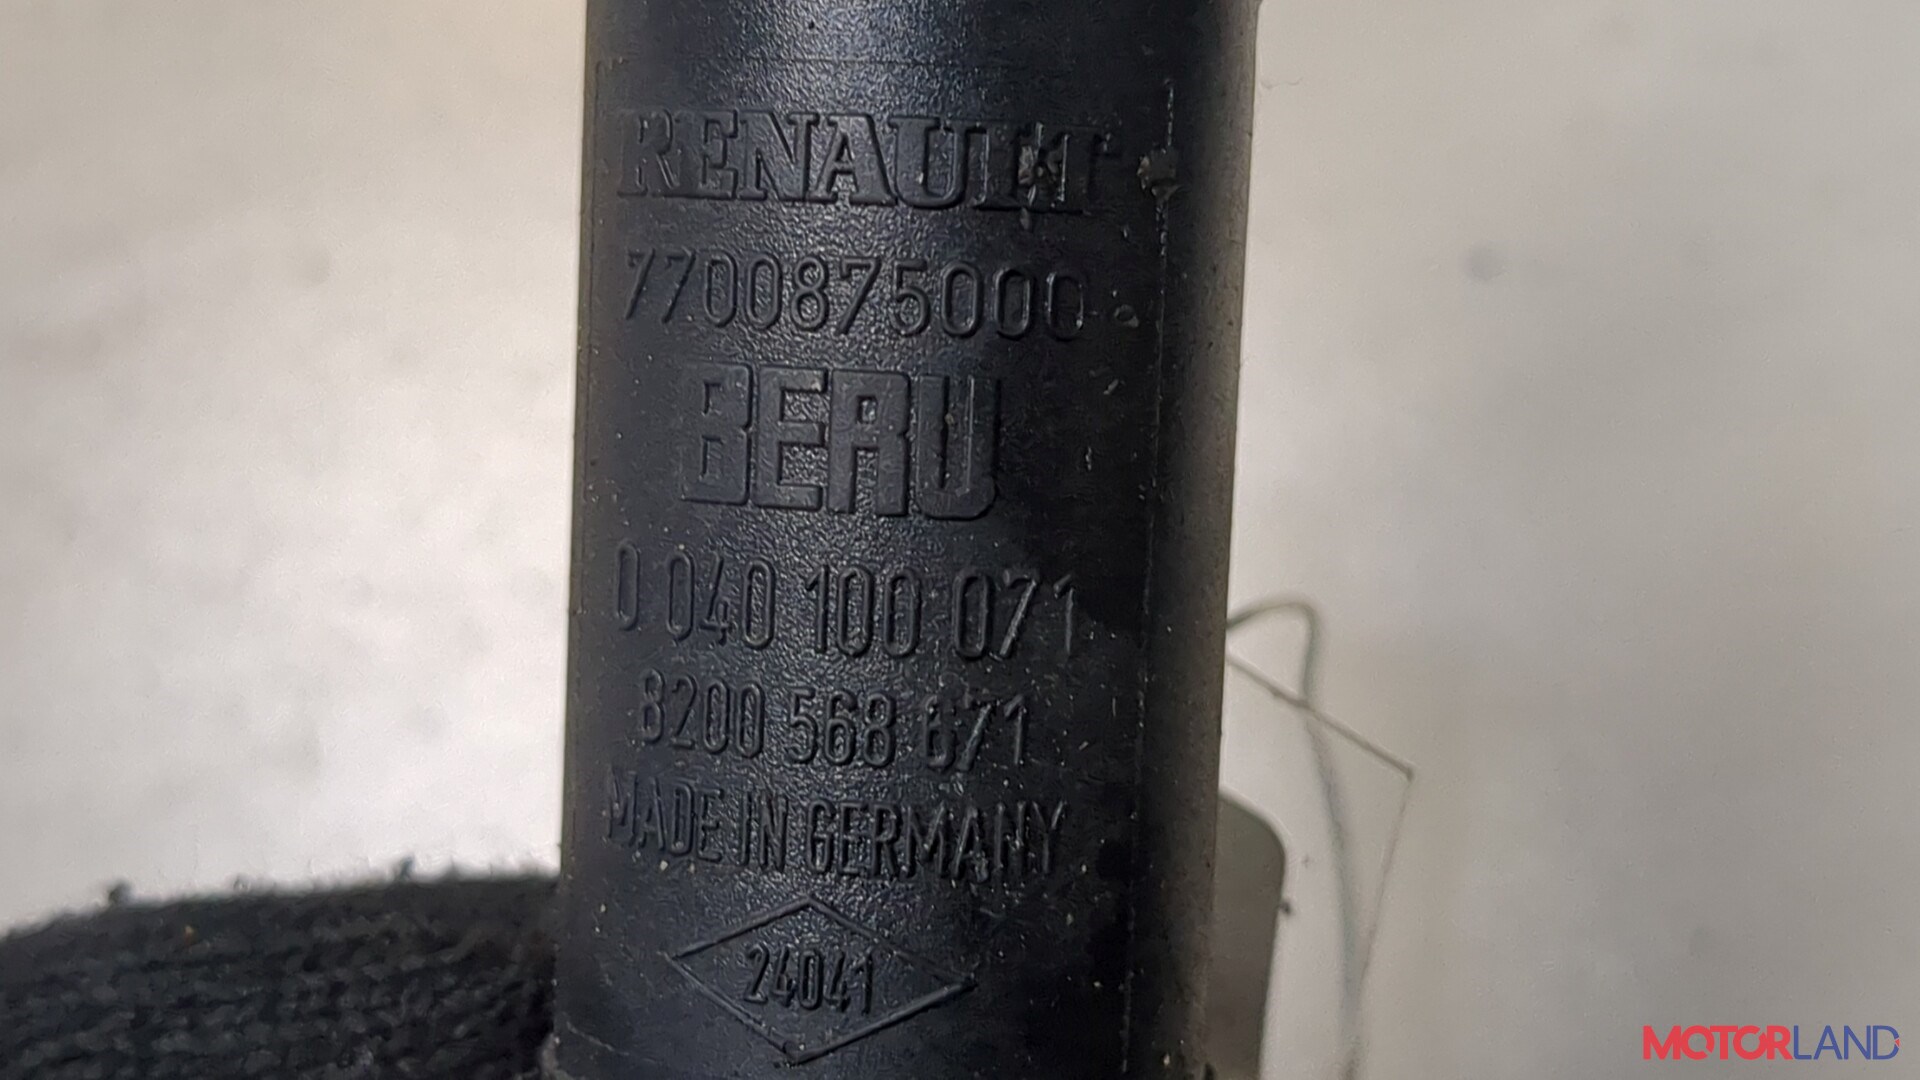 RENAULT
7700875000
BERU
0 040 100 071
8200 568 671
MADE IN GERMANY
24041
MOTORLAND